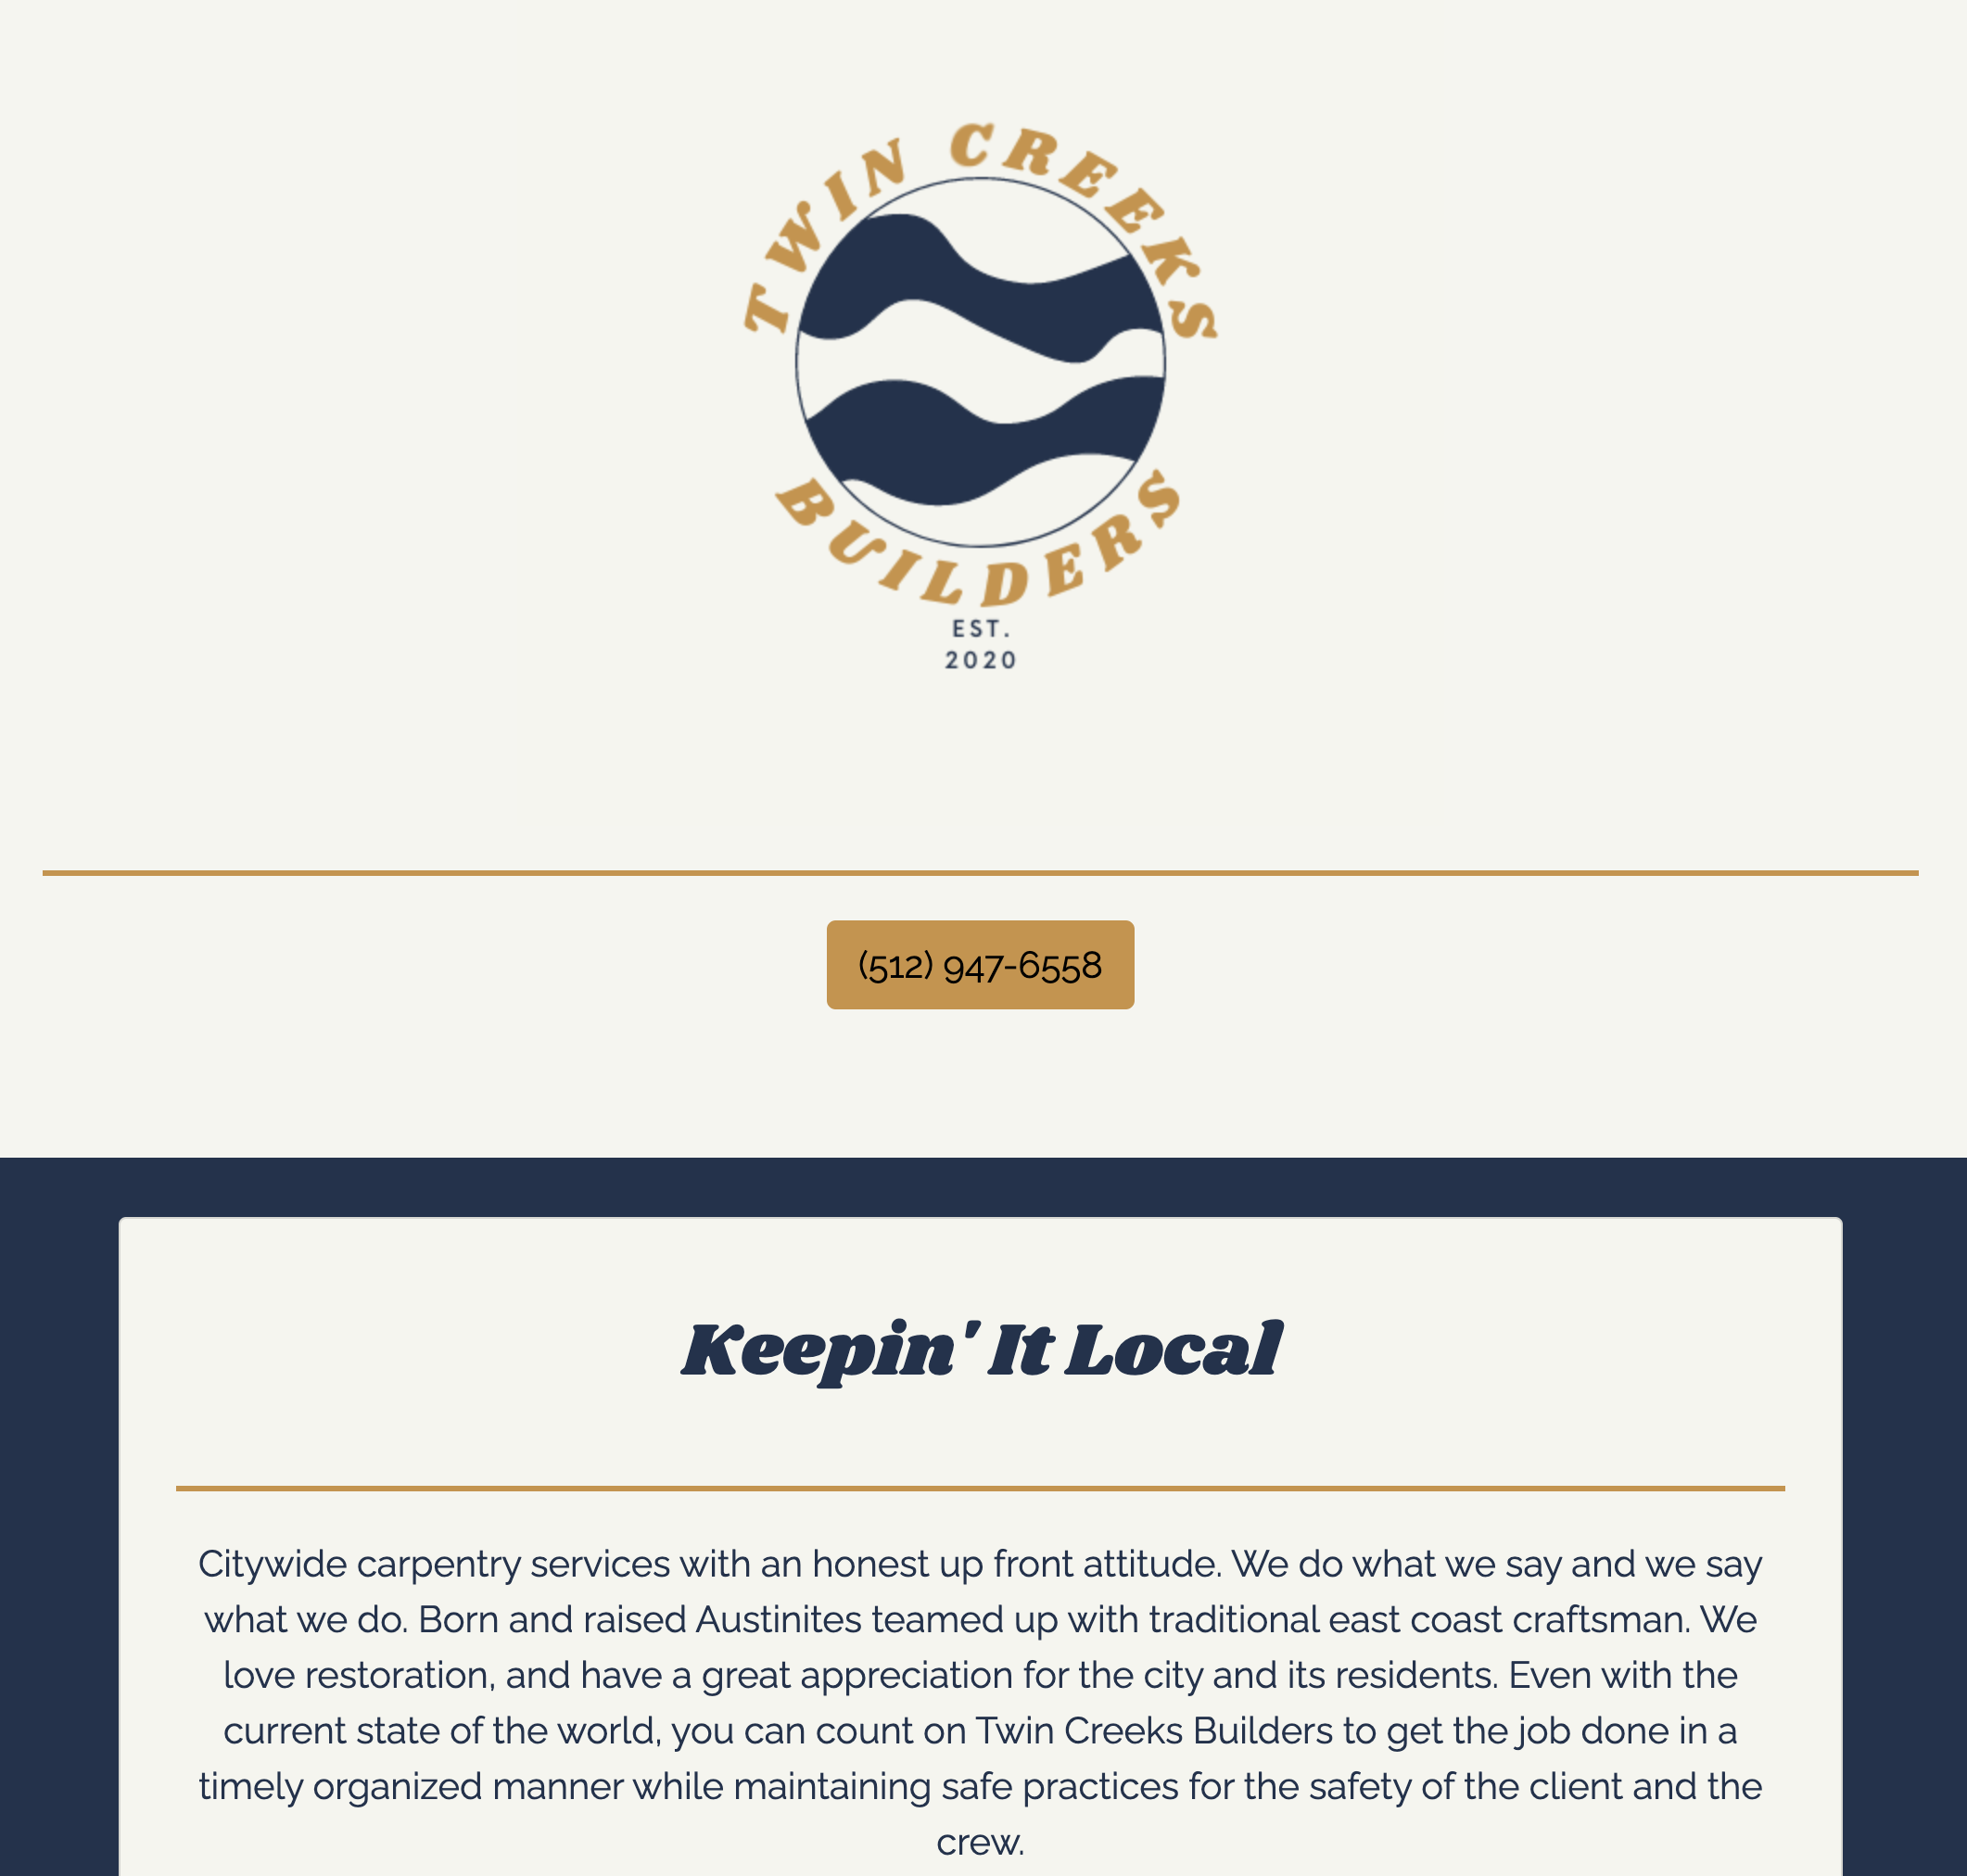 TWIN CREEKS
BUILDERS
EST.
2020
(512) 947-6558
Keepin' It Local
Citywide carpentry services with an honest up front attitude. We do what we say and we say
what we do. Born and raised Austinites teamed up with traditional east coast craftsman. We
love restoration, and have a great appreciation for the city and its residents. Even with the
current state of the world, you can count on Twin Creeks Builders to get the job done in a
timely organized manner while maintaining safe practices for the safety of the client and the
crew.